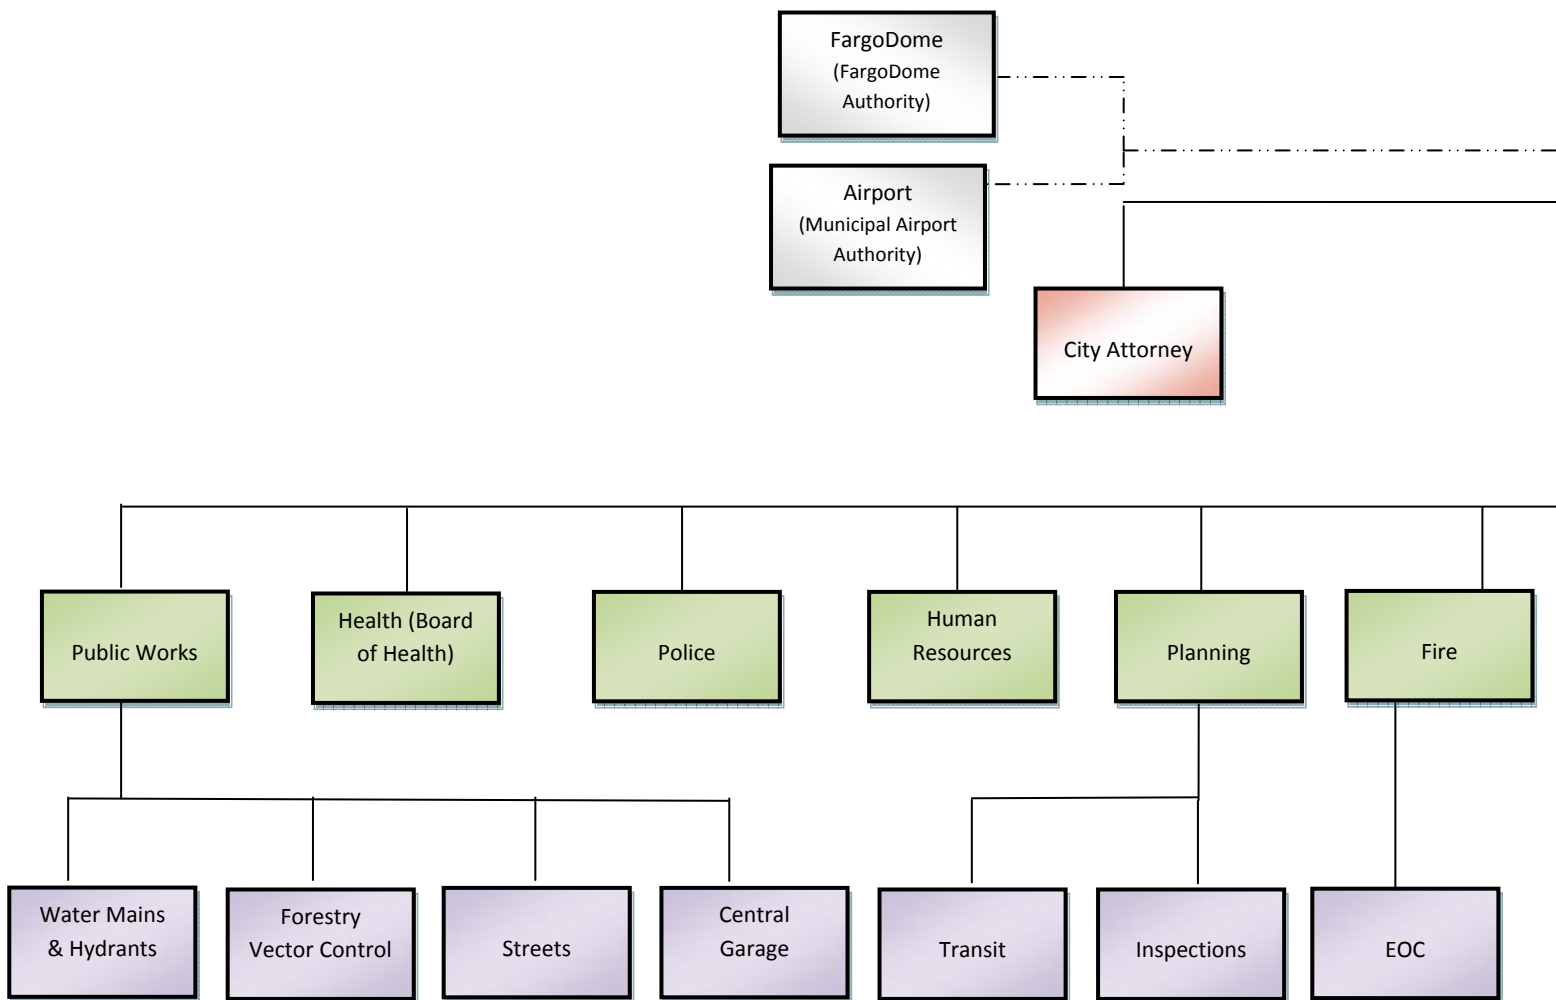 FargoDome
(FargoDome
Authority)
Airport
(Municipal Airport
Authority)
City Attorney
Public Works
Health (Board
of Health)
Police
Human
Resources
Planning
Fire
Water Mains
& Hydrants
Forestry
Vector Control
Streets
Central
Garage
Transit
Inspections
EOC